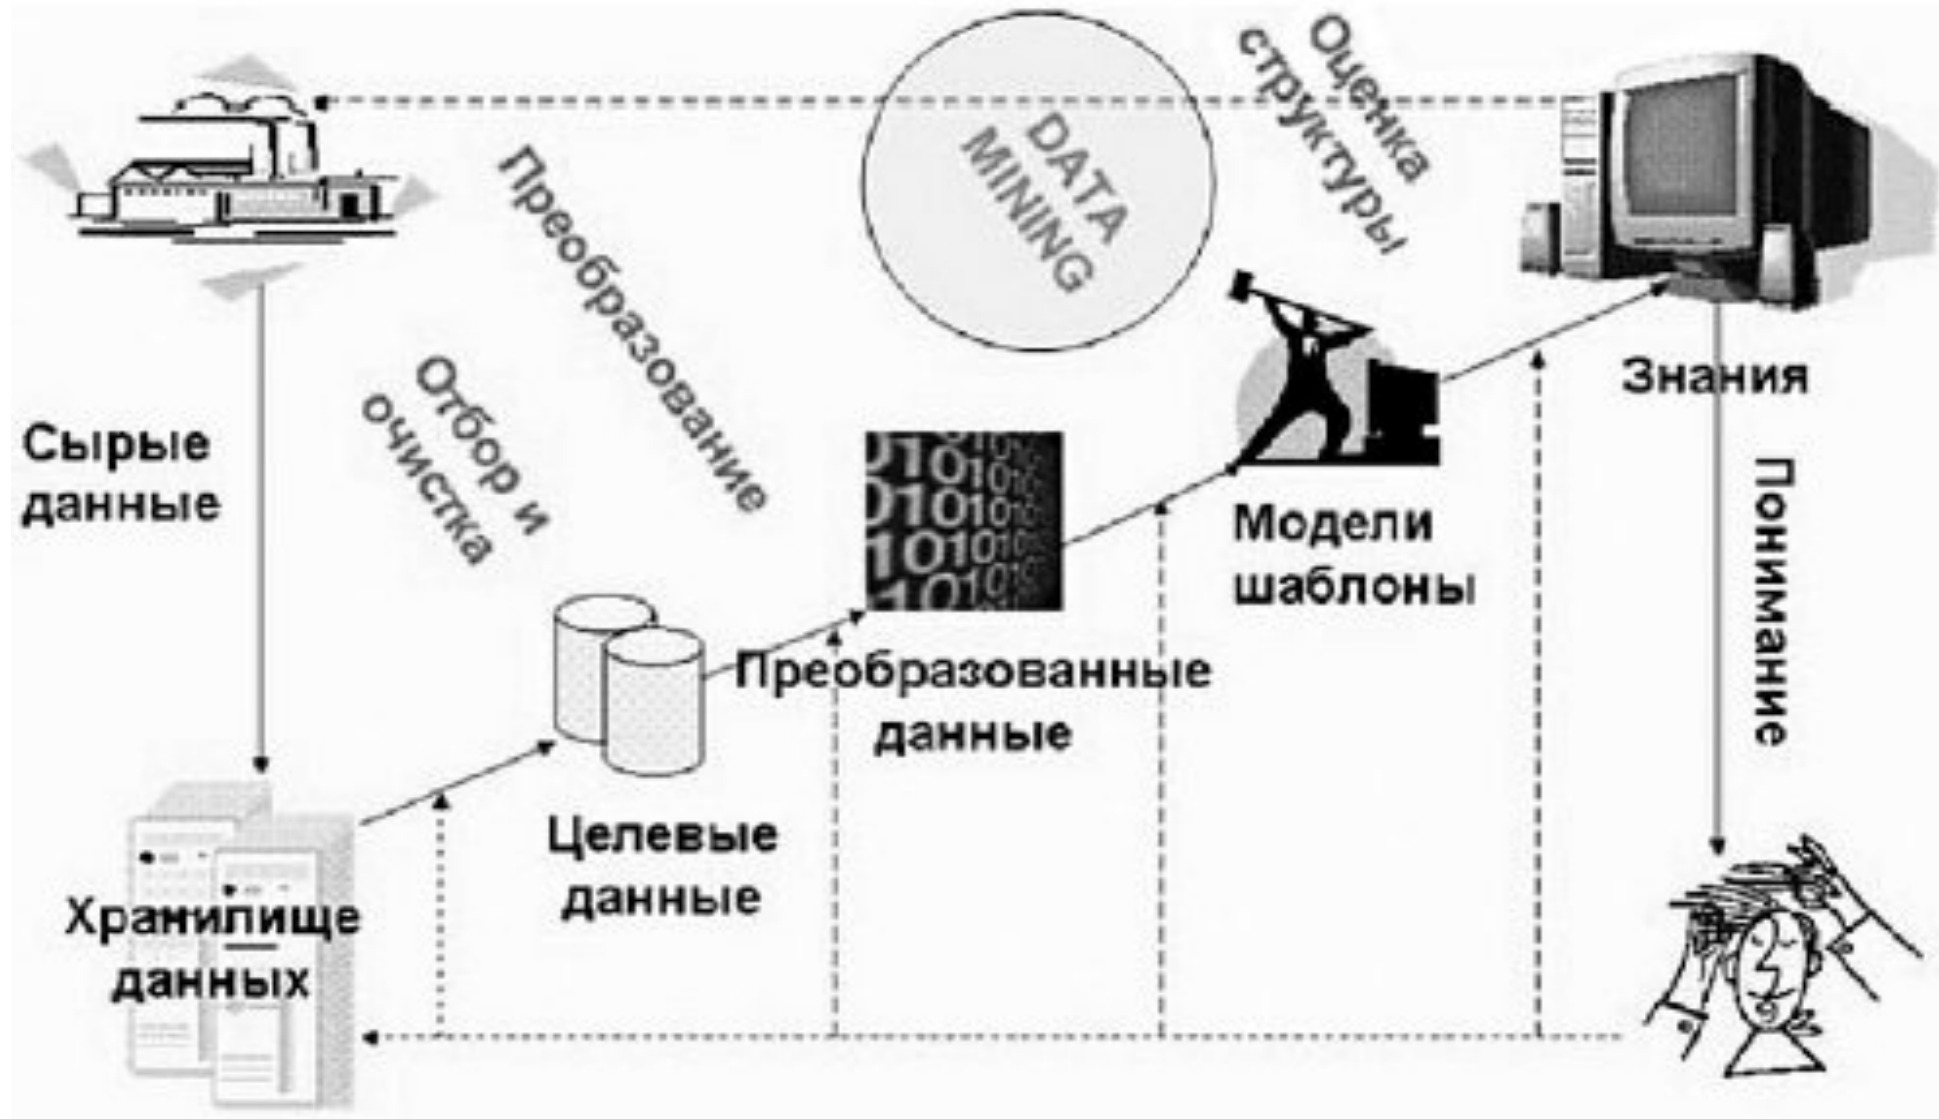 Оценка
структуры
DATA
MINING
Преобразование
Отбор и
очистка
Сырые
данные
Знания
Понимание
Модели
шаблоны
Преобразованные
данные
Целевые
данные
Хранилище
данных